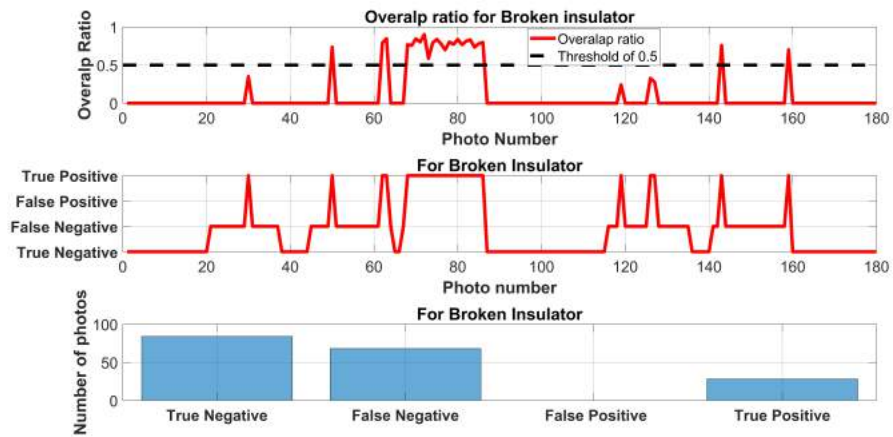 Overalp ratio for Broken insulator
Overalp Ratio
1
0.5
0
Overalap ratio
Threshold of 0.5
0 20 40 60 80 100 120 140 160 180
Photo Number
For Broken Insulator
True Positive
False Positive
False Negative
True Negative
0 20 40 60 80 100 120 140 160 180
Photo number
For Broken Insulator
Number of photos
100
50
0
True Negative False Negative False Positive True Positive